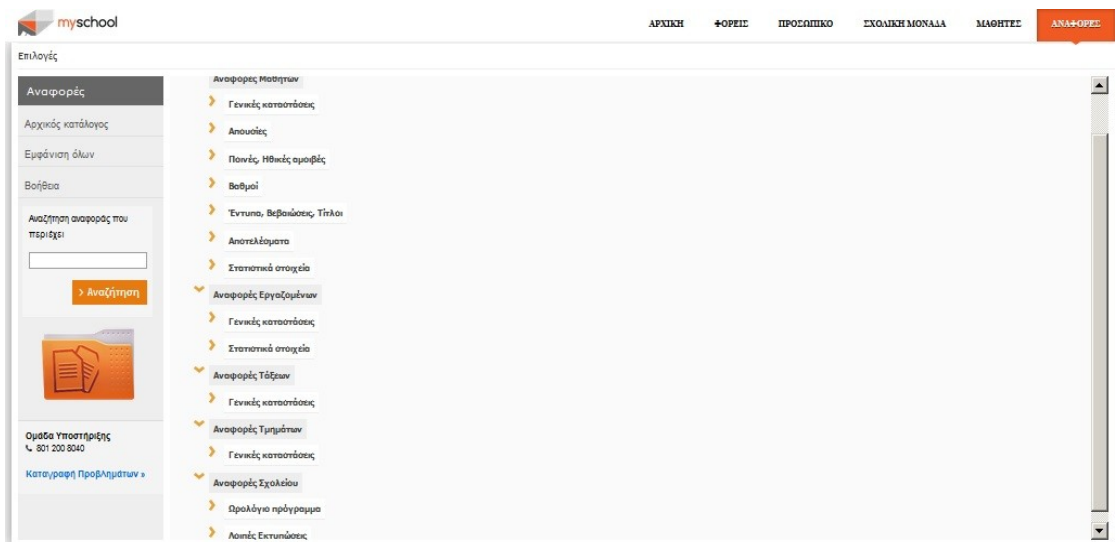 myschool
ΑΡΧΙΚΗ ΦΟΡΕΙΣ ΠΡΟΣΩΠΙΚΟ ΣΧΟΛΙΚΗ ΜΟΝΑΔΑ ΜΑΘΗΤΕΣ ΑΝΑΦΟΡΕΣ
Επιλογές
Αναφορές
Αρχικός κατάλογος
Εμφάνιση όλων
Βοήθεια
Αναζήτηση αναφοράς που
περιέχει
> Αναζήτηση
Ομάδα Υποστήριξης
801 200 8040
Καταγραφή Προβλημάτων »
Αναφορές Μαθητών
Γενικές καταστάσεις
Απουσίες
Ποινές, Ηθικές αμοιβές
Βαθμοί
Έντυπα, Βεβαιώσεις, Τίτλοι
Αποτελέσματα
Στατιστικά στοιχεία
Αναφορές Εργαζομένων
Γενικές καταστάσεις
Στατιστικά στοιχεία
Αναφορές Τάξεων
Γενικές καταστάσεις
Αναφορές Τμημάτων
Γενικές καταστάσεις
Αναφορές Σχολείου
Ωρολόγιο πρόγραμμα
Λοιπές Εκτυπώσεις